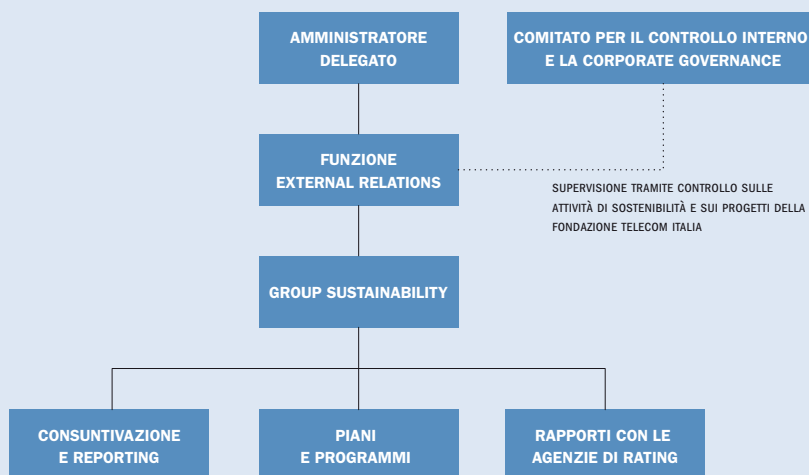 AMMINISTRATORE
DELEGATO
COMITATO PER IL CONTROLLO INTERNO
E LA CORPORATE GOVERNANCE
FUNZIONE
EXTERNAL RELATIONS
SUPERVISIONE TRAMITE CONTROLLO SULLE
ATTIVITÀ DI SOSTENIBILITÀ E SUI PROGETTI DELLA
FONDAZIONE TELECOM ITALIA
GROUP SUSTAINABILITY
CONSUNTIVAZIONE
E REPORTING
PIANI
E PROGRAMMI
RAPPORTI CON LE
AGENZIE DI RATING